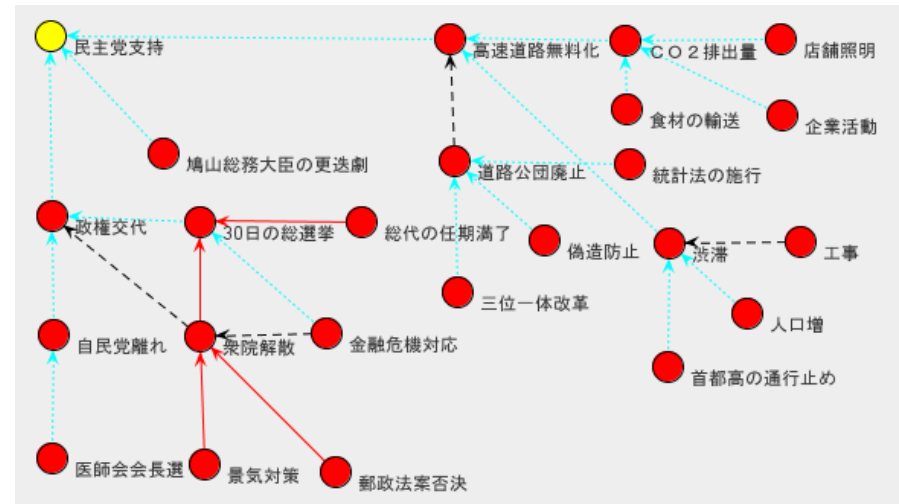 民主党支持
高速道路無料化
CO2排出量
店舗照明
食材の輸送
企業活動
鳩山総務大臣の更迭劇
道路公団廃止
統計法の施行
政権交代
30日の総選挙
総代の任期満了
偽造防止
渋滞
工事
三位一体改革
人口増
自民党離れ
衆院解散
金融危機対応
首都高の通行止め
医師会会長選
景気対策
郵政法案否決